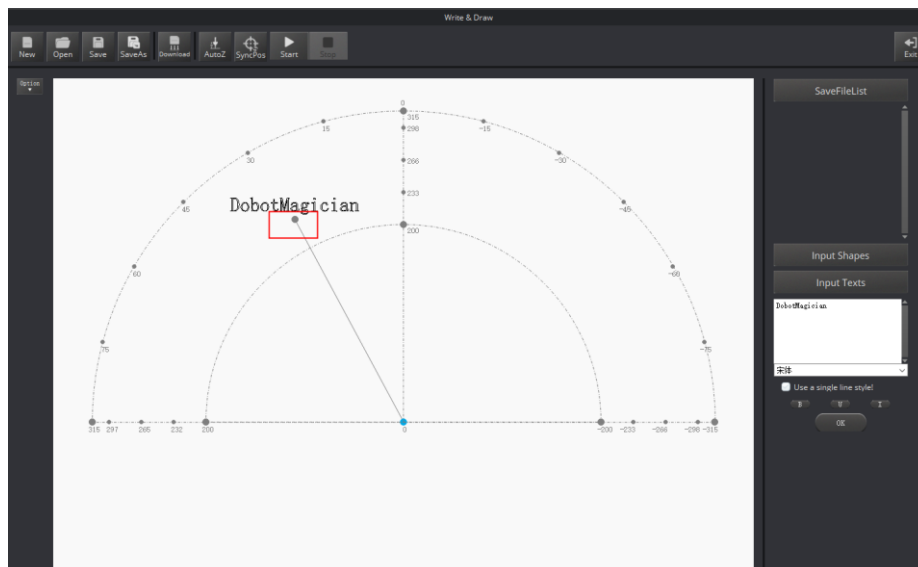 Write & Draw
New Open Save SaveAs Download AutoZ SyncPos Start Stop Exit
Option
SaveFileList
0
315
298
266
233
200
15 -15
30 -30
45 -45
60 -60
75 -75
DobotMagician
315 297 265 232 200 0 -200 -233 -266 -298 -315
Input Shapes
Input Texts
DobotMagician
宋体
Use a single line style!
B U I
OK